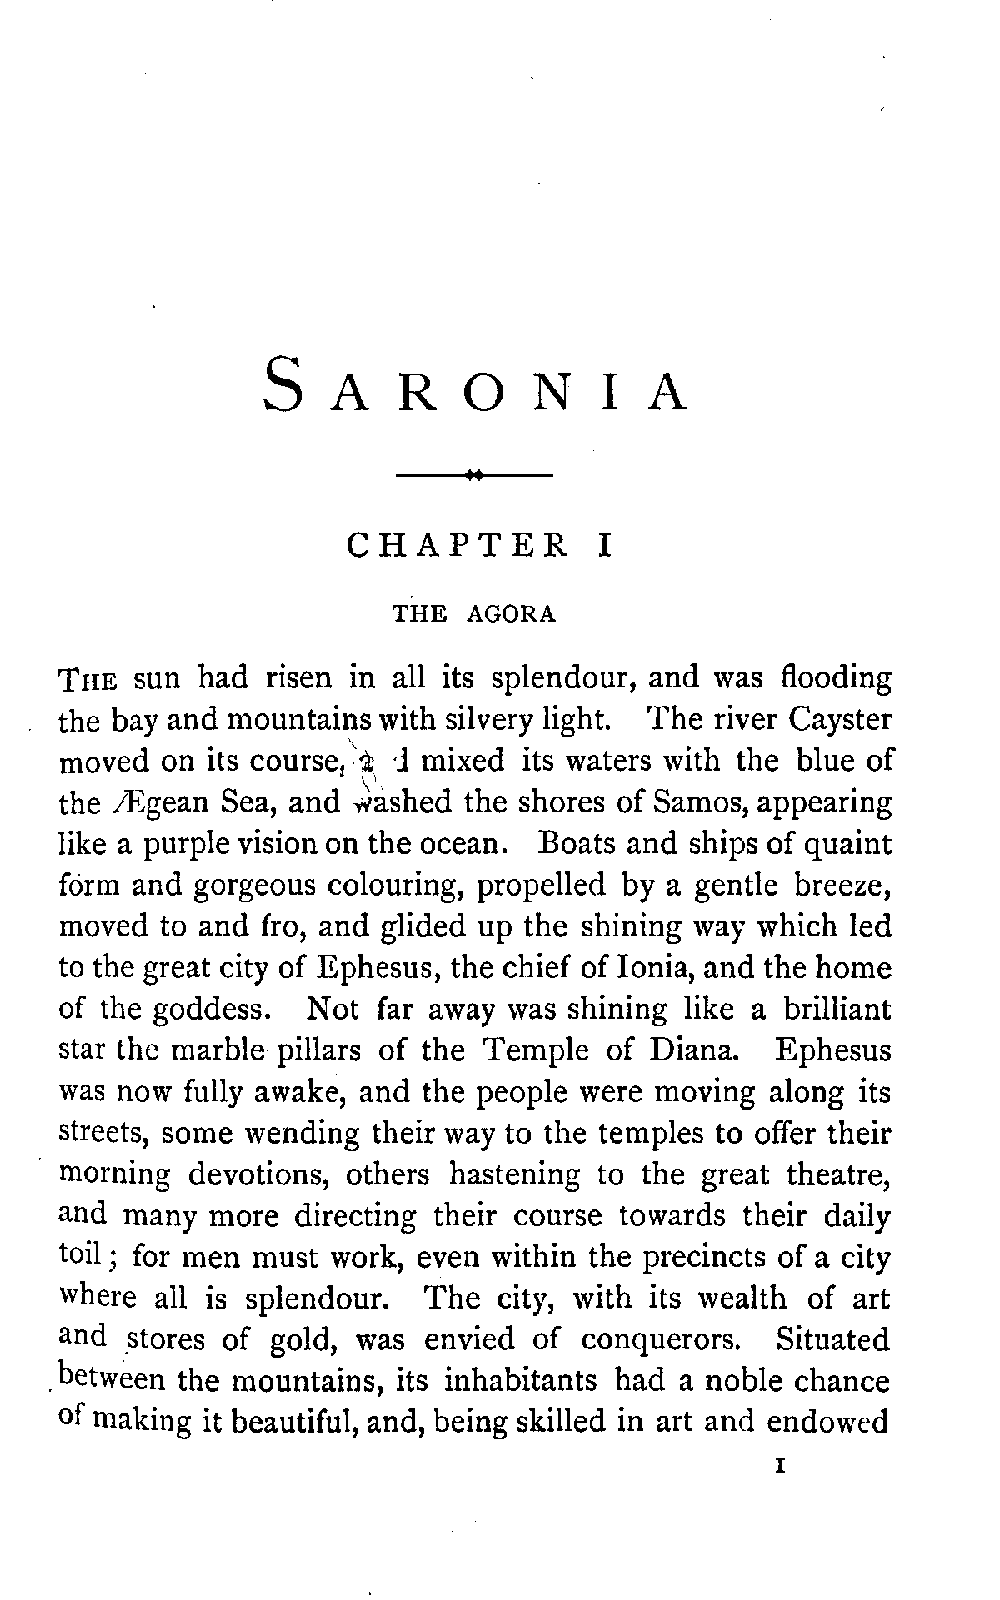 SARONIA
CHAPTER I
THE AGORA
THE sun had risen in all its splendour, and was flooding
the bay and mountains with silvery light. The river Cayster
moved on its course, and mixed its waters with the blue of
the Ægean Sea, and washed the shores of Samos, appearing
like a purple vision on the ocean. Boats and ships of quaint
form and gorgeous colouring, propelled by a gentle breeze,
moved to and fro, and glided up the shining way which led
to the great city of Ephesus, the chief of Ionia, and the home
of the goddess. Not far away was shining like a brilliant
star the marble pillars of the Temple of Diana. Ephesus
was now fully awake, and the people were moving along its
streets, some wending their way to the temples to offer their
morning devotions, others hastening to the great theatre,
and many more directing their course towards their daily
toil; for men must work, even within the precincts of a city
where all is splendour. The city, with its wealth of art
and stores of gold, was envied of conquerors. Situated
between the mountains, its inhabitants had a noble chance
of making it beautiful, and, being skilled in art and endowed
I